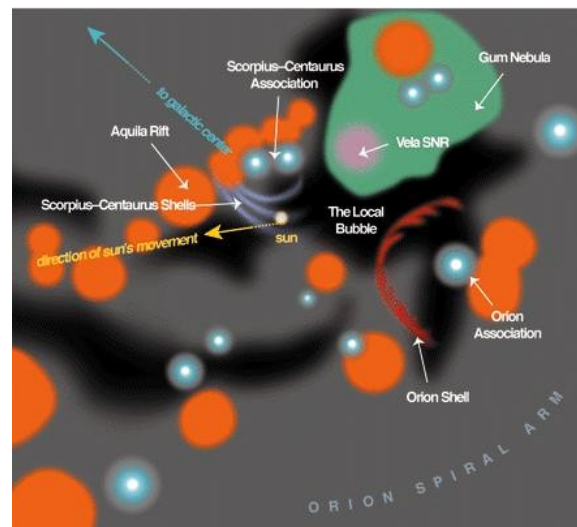 Gum Nebula
Scorpius–Centaurus
Association
to galactic center
Aquila Rift
Vela SNR
Scorpius–Centaurus Shells
The Local
Bubble
direction of sun's movement
sun
Orion
Association
Orion Shell
ORION SPIRAL ARM